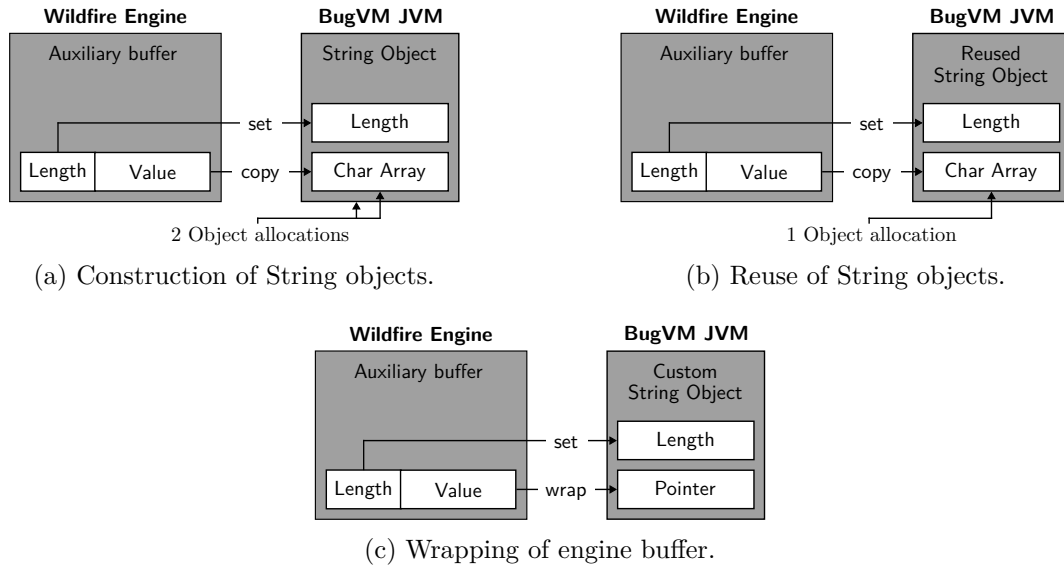 Wildfire Engine
BugVM JVM
Auxiliary buffer
String Object
set
Length
Length
Value
copy
Char Array
2 Object allocations
(a) Construction of String objects.
Wildfire Engine
BugVM JVM
Auxiliary buffer
Reused
String Object
set
Length
Length
Value
copy
Char Array
1 Object allocation
(b) Reuse of String objects.
Wildfire Engine
BugVM JVM
Auxiliary buffer
Custom
String Object
set
Length
Length
Value
wrap
Pointer
(c) Wrapping of engine buffer.